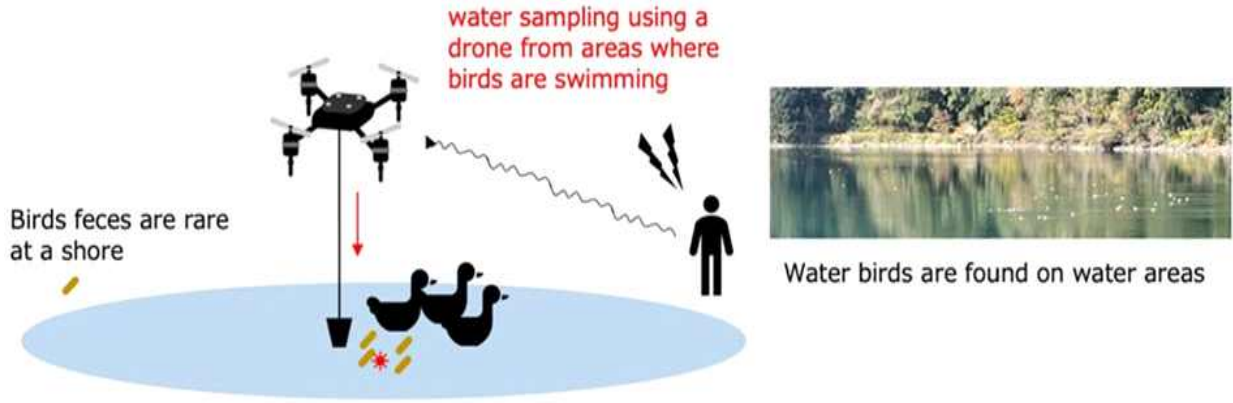 water sampling using a
drone from areas where
birds are swimming
Birds feces are rare
at a shore
Water birds are found on water areas